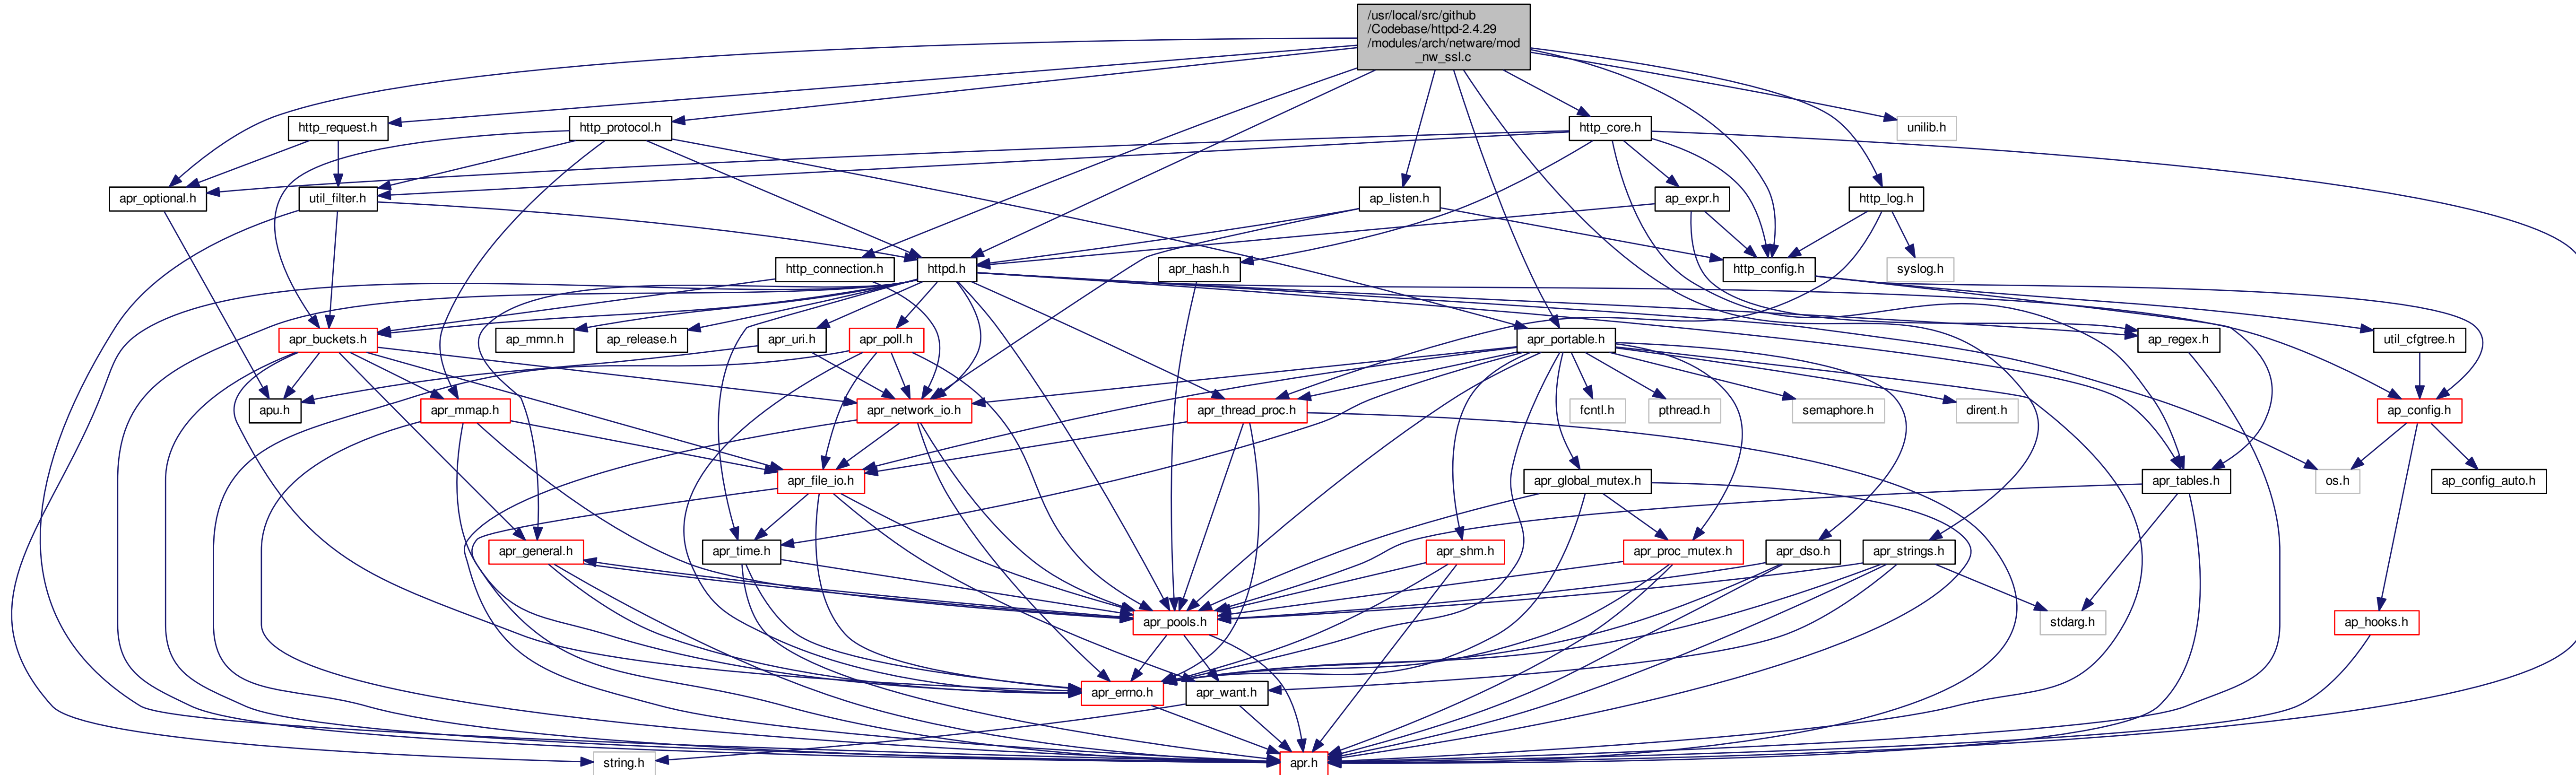 /usr/local/src/github
/Codebase/httpd-2.4.29
/modules/arch/netware/mod
_nw_ssl.c
http_request.h
http_protocol.h
http_core.h
unilib.h
apr_optional.h
util_filter.h
ap_listen.h
ap_expr.h
http_log.h
http_connection.h
httpd.h
apr_hash.h
http_config.h
syslog.h
apr_buckets.h
ap_mmn.h
ap_release.h
apr_uri.h
apr_poll.h
apr_portable.h
ap_regex.h
util_cfgtree.h
apu.h
apr_mmap.h
apr_network_io.h
apr_thread_proc.h
fcntl.h
pthread.h
semaphore.h
dirent.h
ap_config.h
apr_file_io.h
apr_global_mutex.h
apr_tables.h
os.h
ap_config_auto.h
apr_general.h
apr_time.h
apr_shm.h
apr_proc_mutex.h
apr_dso.h
apr_strings.h
apr_pools.h
stdarg.h
ap_hooks.h
apr_errno.h
apr_want.h
string.h
apr.h